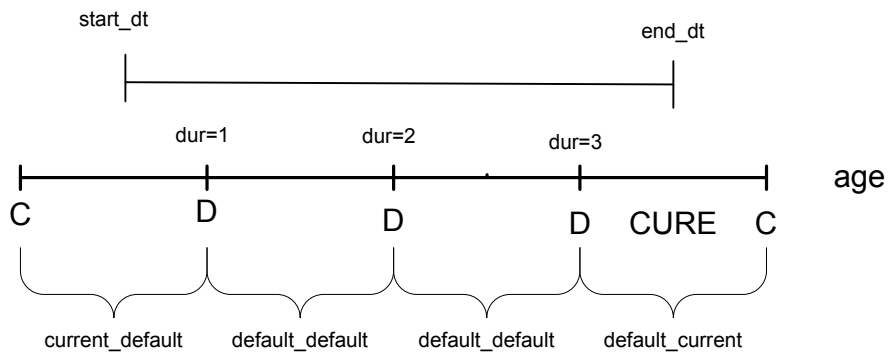 start_dt
end_dt
dur=1 dur=2 dur=3
age
C D D D CURE C
current_default default_default default_default default_current